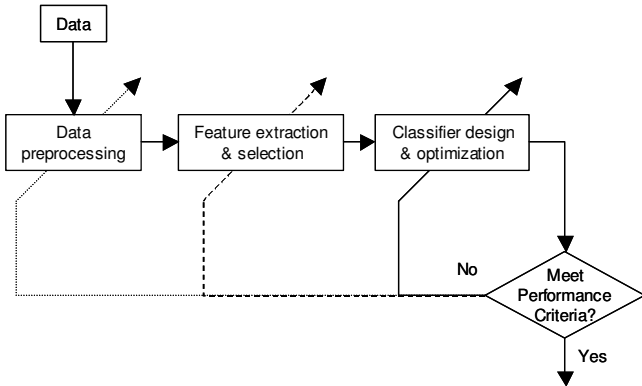 Data
Data
preprocessing
Feature extraction
& selection
Classifier design
& optimization
No
Meet
Performance
Criteria?
Yes